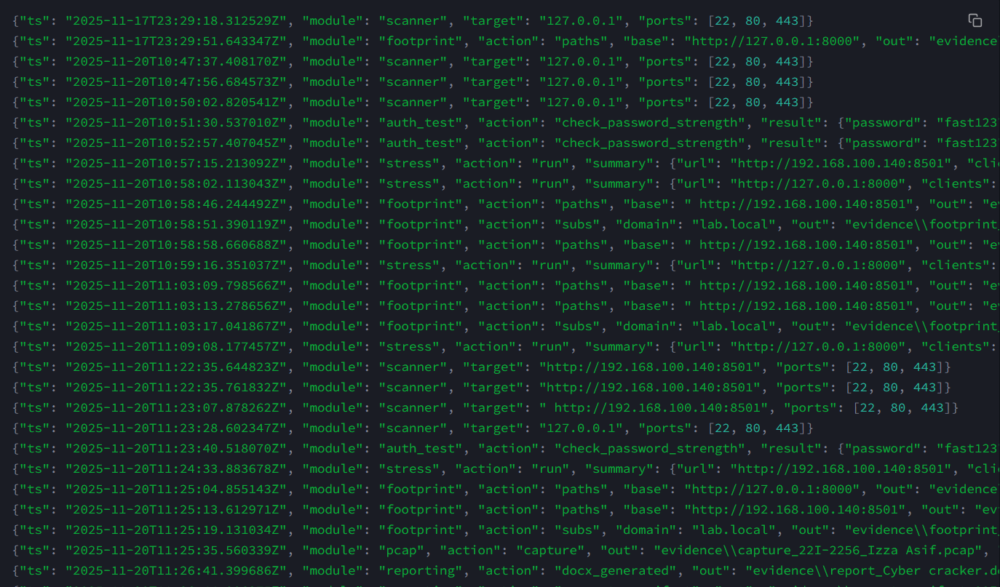 {"ts": "2025-11-17T23:29:18.312529Z", "module": "scanner", "target": "127.0.0.1", "ports": [22, 80, 443]}
{"ts": "2025-11-17T23:29:51.643347Z", "module": "footprint", "action": "paths", "base": "http://127.0.0.1:8000", "out": "evidence
{"ts": "2025-11-20T10:47:37.408170Z", "module": "scanner", "target": "127.0.0.1", "ports": [22, 80, 443]}
{"ts": "2025-11-20T10:47:56.684573Z", "module": "scanner", "target": "127.0.0.1", "ports": [22, 80, 443]}
{"ts": "2025-11-20T10:50:02.820541Z", "module": "scanner", "target": "127.0.0.1", "ports": [22, 80, 443]}
{"ts": "2025-11-20T10:51:30.537010Z", "module": "auth_test", "action": "check_password_strength", "result": {"password": "fast123
{"ts": "2025-11-20T10:52:57.407045Z", "module": "auth_test", "action": "check_password_strength", "result": {"password": "fast123
{"ts": "2025-11-20T10:57:15.213092Z", "module": "stress", "action": "run", "summary": {"url": "http://192.168.100.140:8501", "clie
{"ts": "2025-11-20T10:58:02.113043Z", "module": "stress", "action": "run", "summary": {"url": "http://127.0.0.1:8000", "clients":
{"ts": "2025-11-20T10:58:46.244492Z", "module": "footprint", "action": "paths", "base": " http://192.168.100.140:8501", "out": "ev
{"ts": "2025-11-20T10:58:51.390119Z", "module": "footprint", "action": "subs", "domain": "lab.local", "out": "evidence\\footprint_
{"ts": "2025-11-20T10:58:58.660688Z", "module": "footprint", "action": "paths", "base": " http://192.168.100.140:8501", "out": "ev
{"ts": "2025-11-20T10:59:16.351037Z", "module": "stress", "action": "run", "summary": {"url": "http://127.0.0.1:8000", "clients":
{"ts": "2025-11-20T11:03:09.798566Z", "module": "footprint", "action": "paths", "base": " http://192.168.100.140:8501", "out": "ev
{"ts": "2025-11-20T11:03:13.278656Z", "module": "footprint", "action": "paths", "base": " http://192.168.100.140:8501", "out": "ev
{"ts": "2025-11-20T11:03:17.041867Z", "module": "footprint", "action": "subs", "domain": "lab.local", "out": "evidence\\footprint_
{"ts": "2025-11-20T11:09:08.177457Z", "module": "stress", "action": "run", "summary": {"url": "http://127.0.0.1:8000", "clients":
{"ts": "2025-11-20T11:22:35.644823Z", "module": "scanner", "target": "http://192.168.100.140:8501", "ports": [22, 80, 443]}
{"ts": "2025-11-20T11:22:35.761832Z", "module": "scanner", "target": "http://192.168.100.140:8501", "ports": [22, 80, 443]}
{"ts": "2025-11-20T11:23:07.878262Z", "module": "scanner", "target": " http://192.168.100.140:8501", "ports": [22, 80, 443]}
{"ts": "2025-11-20T11:23:28.602347Z", "module": "scanner", "target": "127.0.0.1", "ports": [22, 80, 443]}
{"ts": "2025-11-20T11:23:40.518070Z", "module": "auth_test", "action": "check_password_strength", "result": {"password": "fast123
{"ts": "2025-11-20T11:24:33.883678Z", "module": "stress", "action": "run", "summary": {"url": "http://192.168.100.140:8501", "clie
{"ts": "2025-11-20T11:25:04.855143Z", "module": "footprint", "action": "paths", "base": "http://127.0.0.1:8000", "out": "evidence
{"ts": "2025-11-20T11:25:13.612971Z", "module": "footprint", "action": "paths", "base": "http://192.168.100.140:8501", "out": "ev
{"ts": "2025-11-20T11:25:19.131034Z", "module": "footprint", "action": "subs", "domain": "lab.local", "out": "evidence\\footprint_
{"ts": "2025-11-20T11:25:35.560339Z", "module": "pcap", "action": "capture", "out": "evidence\\capture_22I-2256_Izza Asif.pcap",
{"ts": "2025-11-20T11:26:41.399686Z", "module": "reporting", "action": "docx_generated", "out": "evidence\\report_Cyber cracker.do